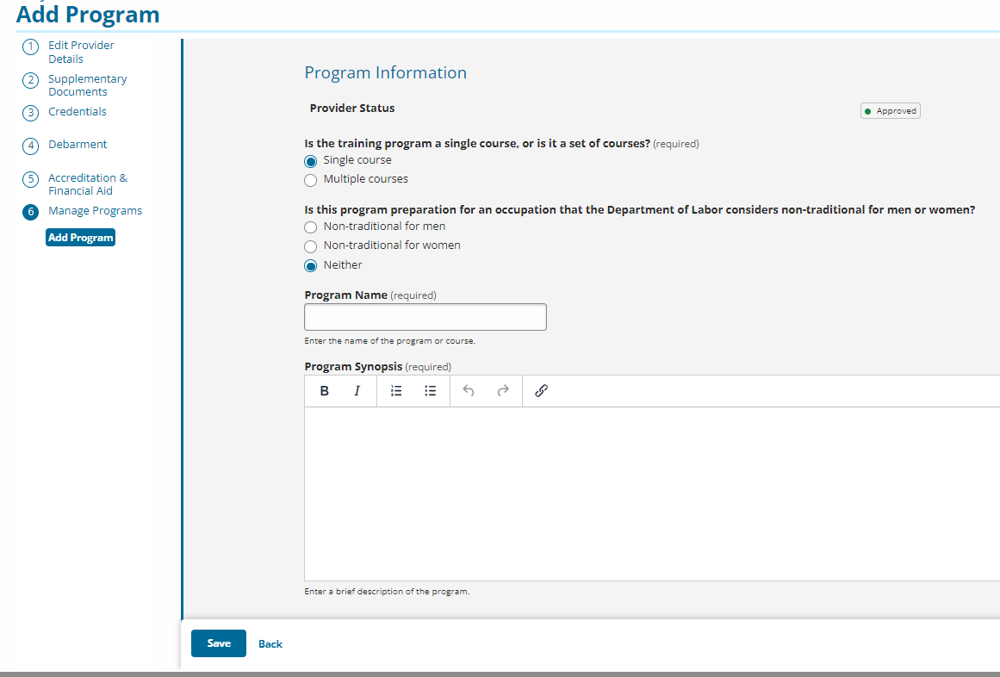 Add Program
1 Edit Provider
Details
2 Supplementary
Documents
3 Credentials
4 Debarment
5 Accreditation &
Financial Aid
6 Manage Programs
Add Program
Program Information
Provider Status
Approved
Is the training program a single course, or is it a set of courses? (required)
Single course
Multiple courses
Is this program preparation for an occupation that the Department of Labor considers non-traditional for men or women?
Non-traditional for men
Non-traditional for women
Neither
Program Name (required)
Enter the name of the program or course.
Program Synopsis (required)
B I
Enter a brief description of the program.
Save Back